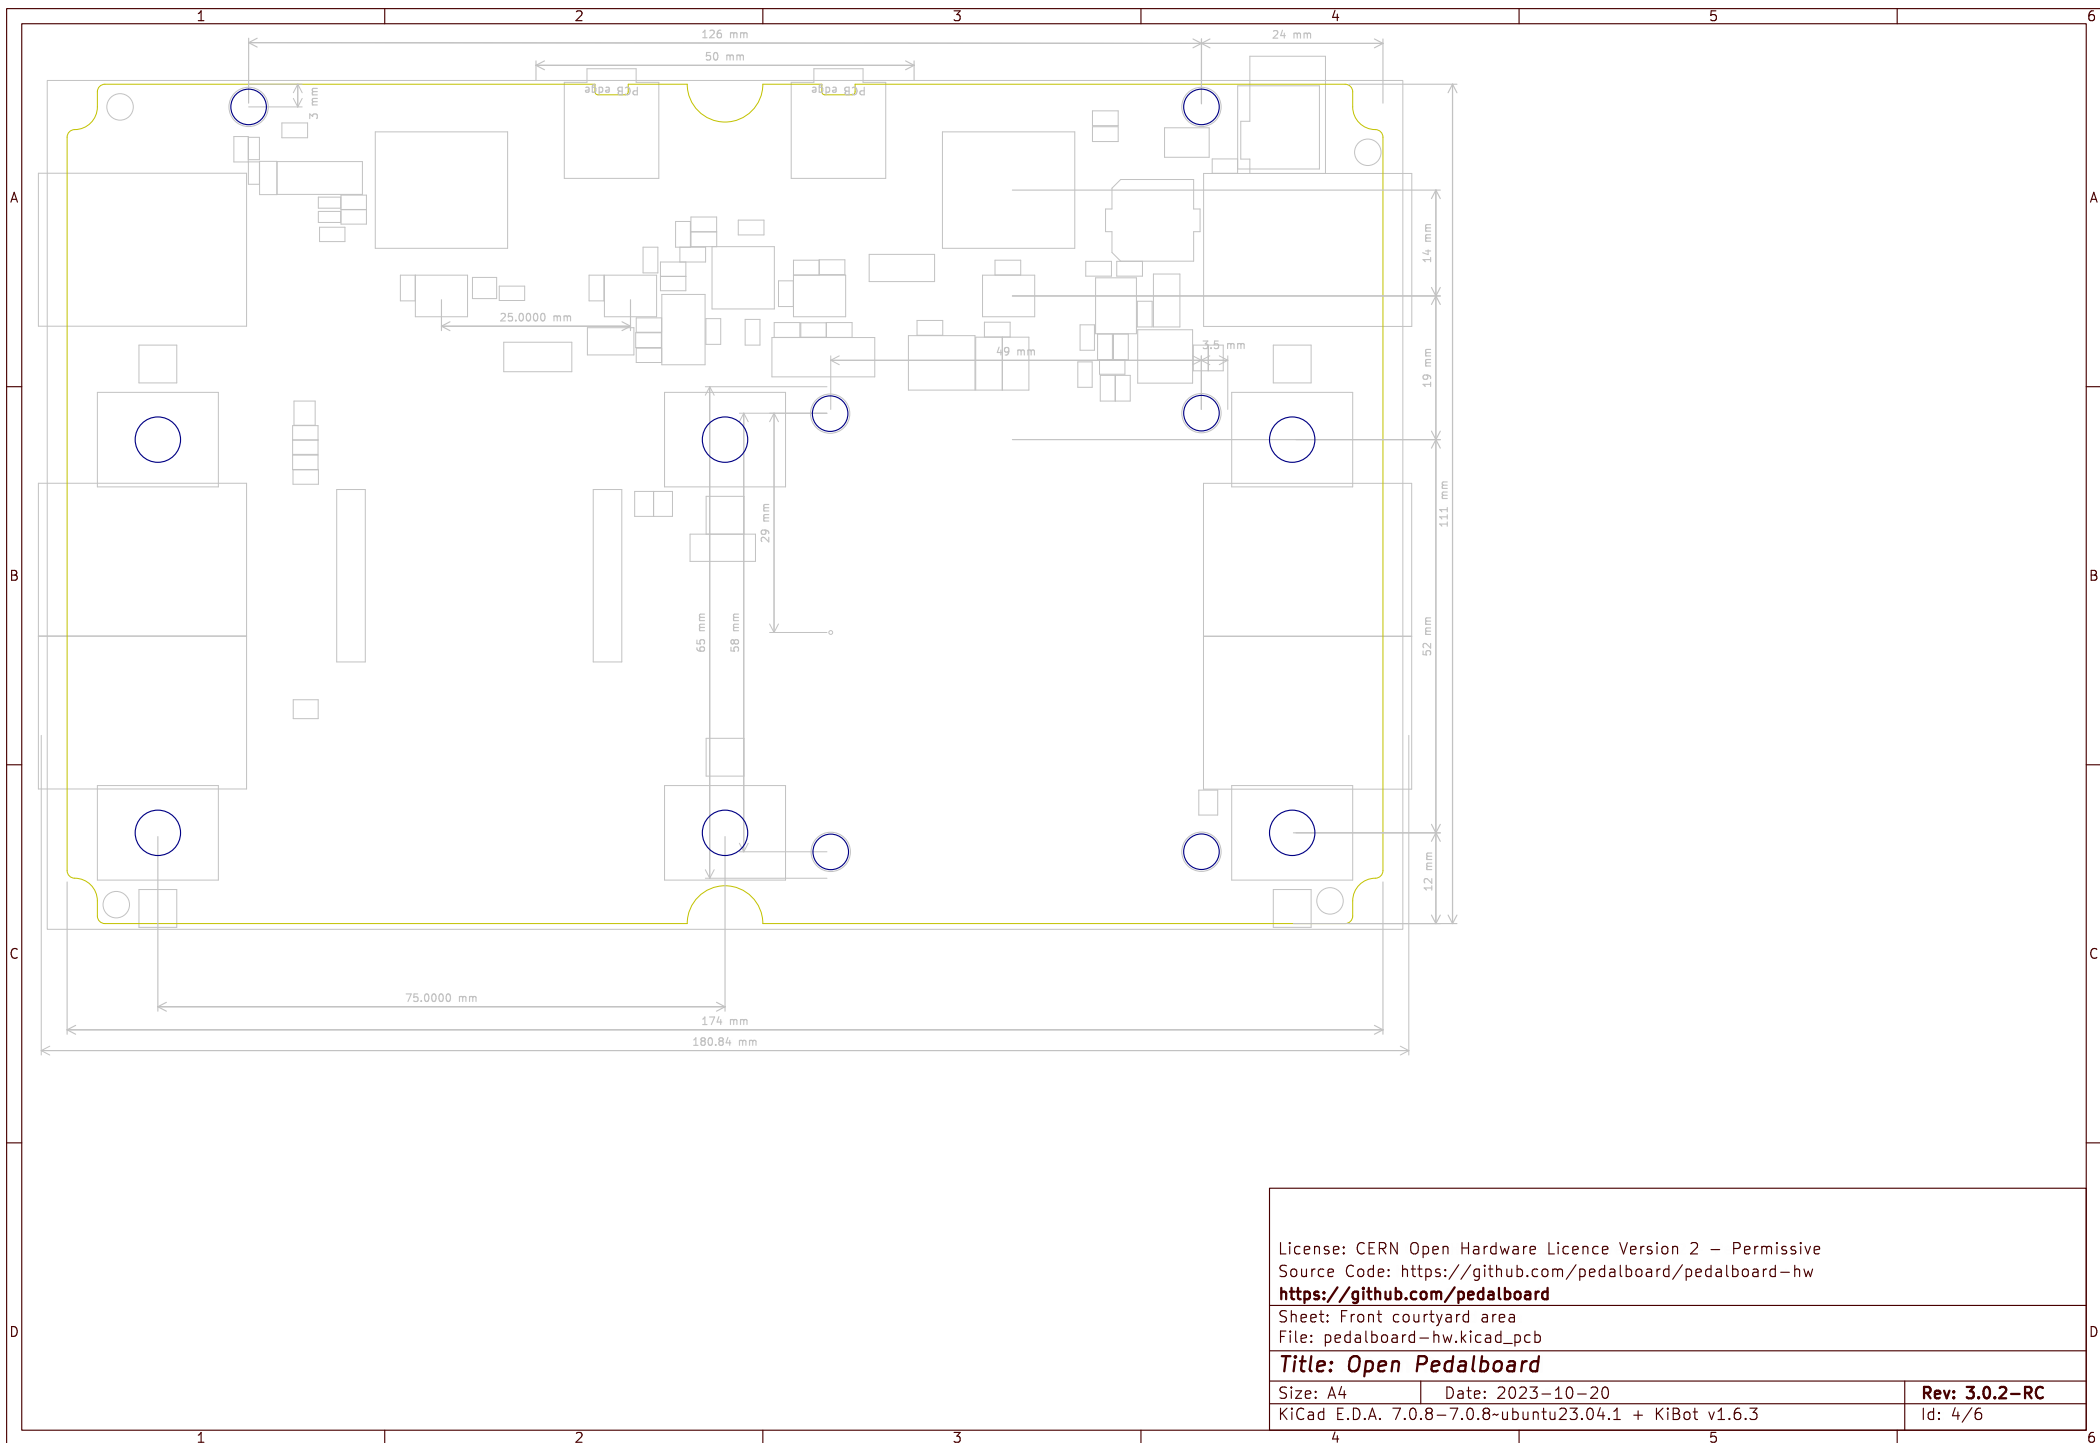 1 2 3 4 5 6
126 mm
24 mm
50 mm
3 mm
PCB edge
PCB edge
A
A
14 mm
25.0000 mm
3.5 mm
49 mm
19 mm
111 mm
29 mm
B
B
65 mm
58 mm
52 mm
12 mm
C
C
75.0000 mm
174 mm
180.84 mm
License: CERN Open Hardware Licence Version 2 - Permissive
Source Code: https://github.com/pedalboard/pedalboard-hw
https://github.com/pedalboard
Sheet: Front courtyard area
D
D
File: pedalboard-hw.kicad_pcb
Title: Open Pedalboard
Size: A4 Date: 2023-10-20 Rev: 3.0.2-RC
KiCad E.D.A. 7.0.8-7.0.8~ubuntu23.04.1 + KiBot v1.6.3 Id: 4/6
1 2 3 4 5 6